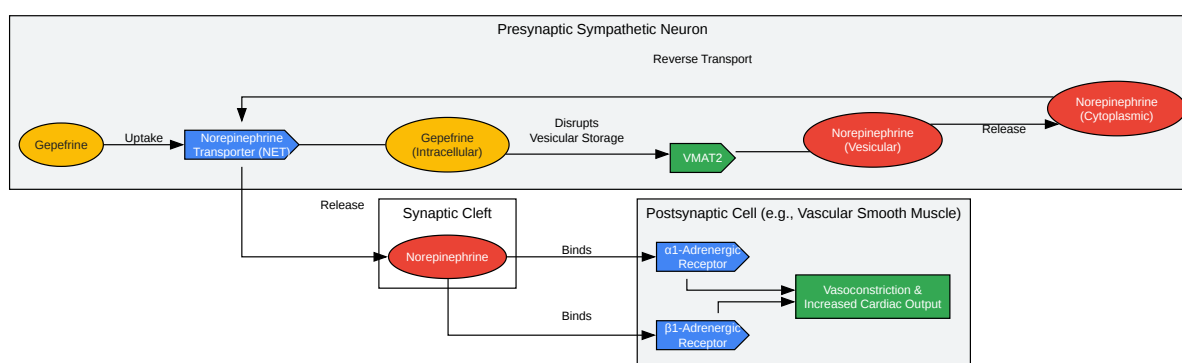 Presynaptic Sympathetic Neuron
Reverse Transport
Gepefrine
Uptake
Norepinephrine
Transporter (NET)
Gepefrine
(Intracellular)
Disrupts
Vesicular Storage
VMAT2
Norepinephrine
(Vesicular)
Release
Norepinephrine
(Cytoplasmic)
Release
Synaptic Cleft
Norepinephrine
Binds
Binds
Postsynaptic Cell (e.g., Vascular Smooth Muscle)
α1-Adrenergic
Receptor
β1-Adrenergic
Receptor
Vasoconstriction &
Increased Cardiac Output